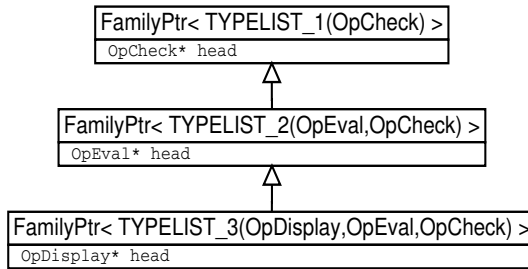 FamilyPtr< TYPELIST_1(OpCheck) >
OpCheck* head
FamilyPtr< TYPELIST_2(OpEval,OpCheck) >
OpEval* head
FamilyPtr< TYPELIST_3(OpDisplay,OpEval,OpCheck) >
OpDisplay* head